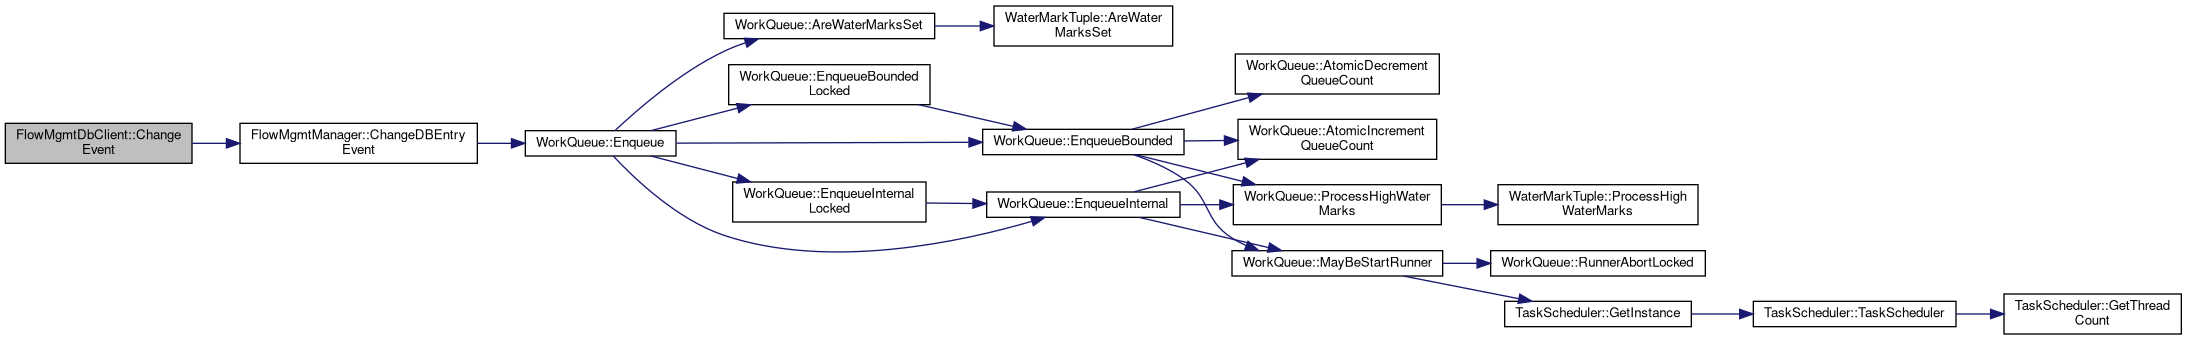 FlowMgmtDbClient::Change
Event
FlowMgmtManager::ChangeDBEntry
Event
WorkQueue::Enqueue
WorkQueue::AreWaterMarksSet
WaterMarkTuple::AreWater
MarksSet
WorkQueue::EnqueueBounded
Locked
WorkQueue::EnqueueBounded
WorkQueue::AtomicDecrement
QueueCount
WorkQueue::AtomicIncrement
QueueCount
WorkQueue::EnqueueInternal
Locked
WorkQueue::EnqueueInternal
WorkQueue::ProcessHighWater
Marks
WaterMarkTuple::ProcessHigh
WaterMarks
WorkQueue::MayBeStartRunner
WorkQueue::RunnerAbortLocked
TaskScheduler::GetInstance
TaskScheduler::TaskScheduler
TaskScheduler::GetThread
Count